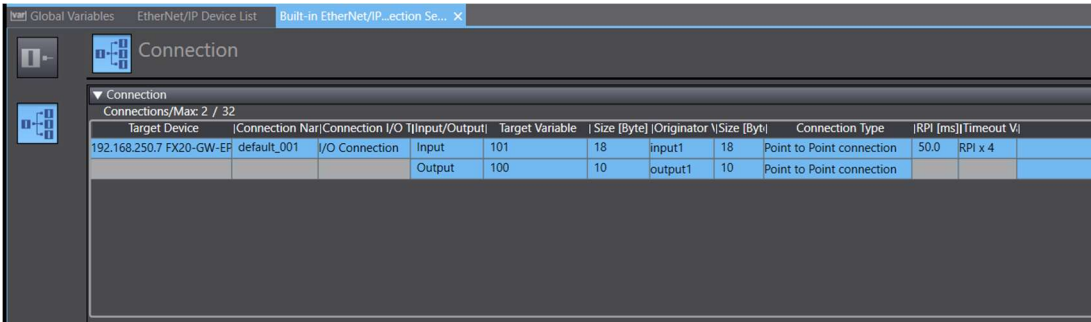 var Global Variables EtherNet/IP Device List Built-in EtherNet/IP...ection Se... ×
Connection
▼ Connection
Connections/Max: 2 / 32
Target Device |Connection Nar|Connection I/O T|Input/Output| Target Variable | Size [Byte] |Originator \|Size [Byt| Connection Type |RPI [ms]|Timeout V
192.168.250.7 FX20-GW-EP default_001 I/O Connection Input 101 18 input1 18 Point to Point connection 50.0 RPI x 4
Output 100 10 output1 10 Point to Point connection